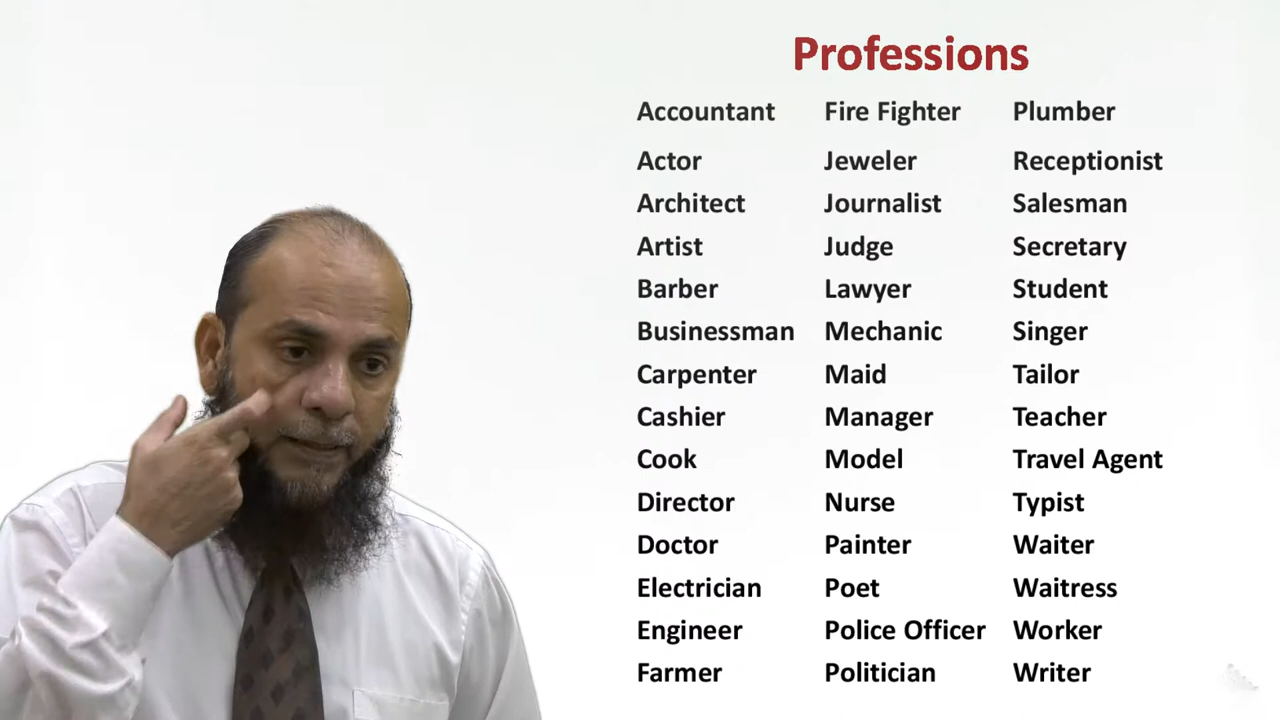 Professions
Accountant Fire Fighter Plumber
Actor Jeweler Receptionist
Architect Journalist Salesman
Artist Judge Secretary
Barber Lawyer Student
Businessman Mechanic Singer
Carpenter Maid Tailor
Cashier Manager Teacher
Cook Model Travel Agent
Director Nurse Typist
Doctor Painter Waiter
Electrician Poet Waitress
Engineer Police Officer Worker
Farmer Politician Writer